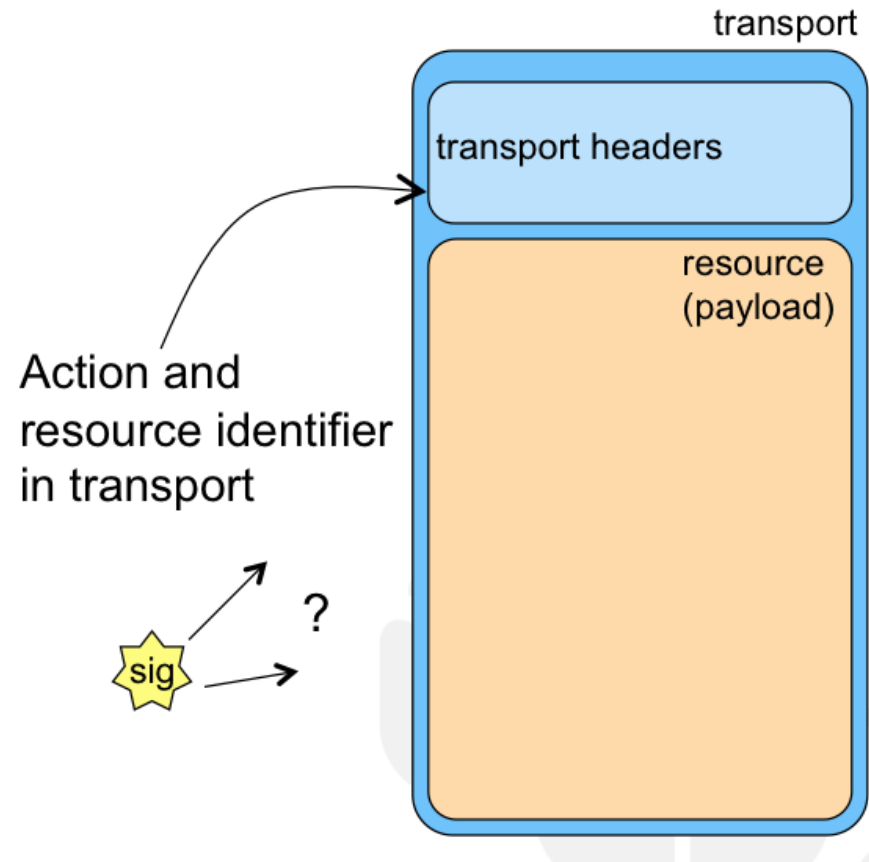 transport
transport headers
resource
(payload)
Action and
resource identifier
in transport
?
sig